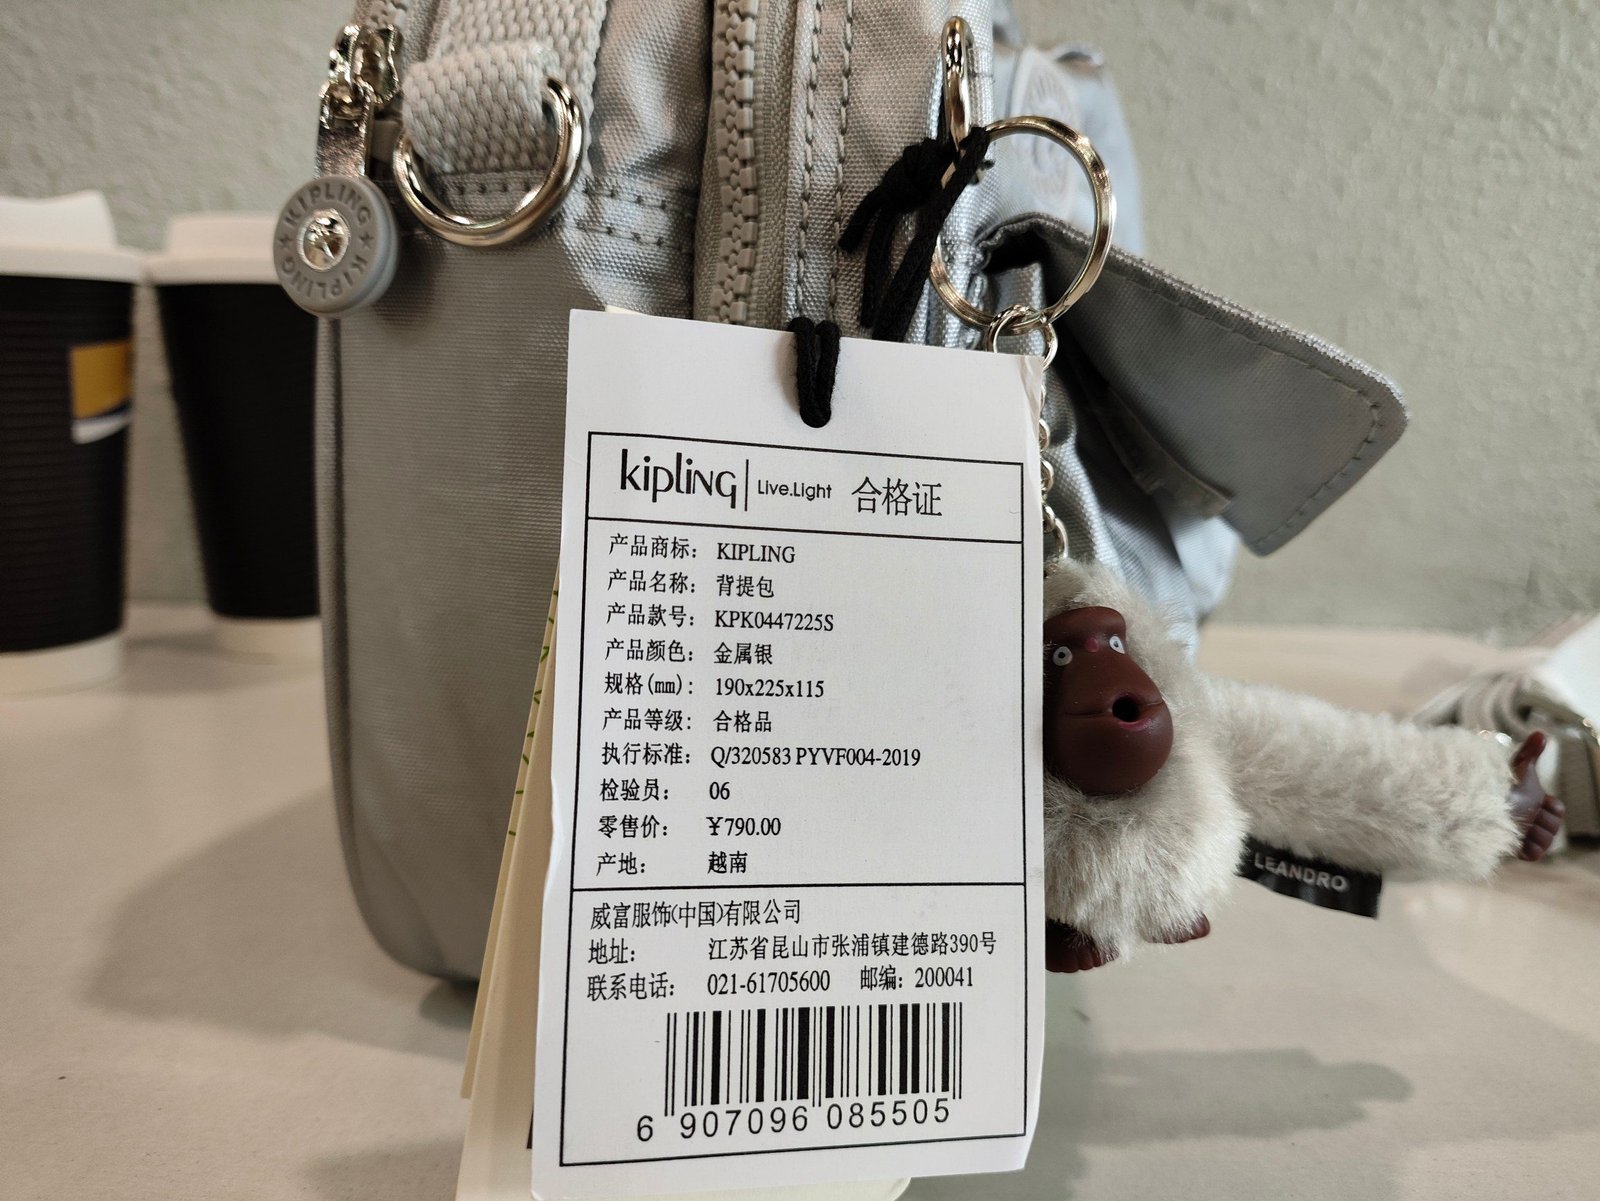 KIPLING KIPLING
kipling Live.Light 合格证
产品商标: KIPLING
产品名称: 背提包
产品款号: KPK0447225S
产品颜色: 金属银
规格(mm): 190x225x115
产品等级: 合格品
执行标准: Q/320583 PYVF004-2019
检验员: 06
零售价: ¥790.00
产地: 越南
威富服饰(中国)有限公司
地址: 江苏省昆山市张浦镇建德路390号
联系电话: 021-61705600 邮编: 200041
6 907096 085505
LEANDRO